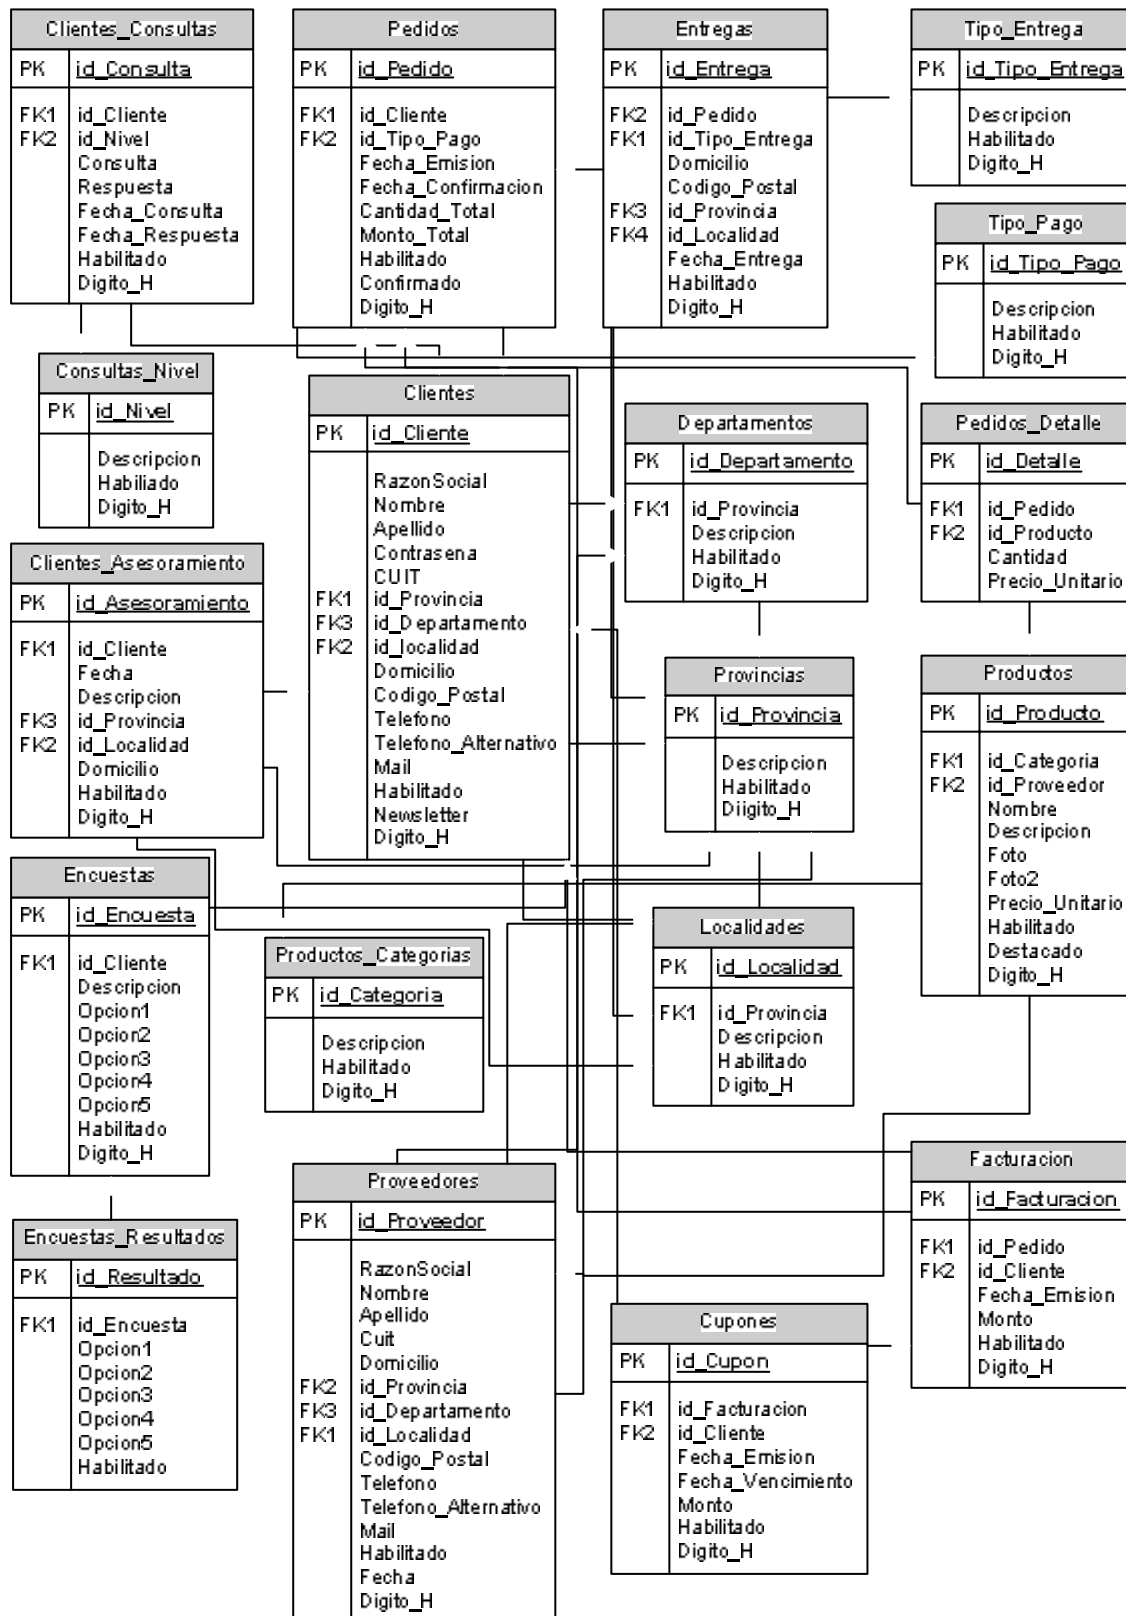 Clientes_Consultas
PK id_Consulta
FK1 id_Cliente
FK2 id_Nivel
Consulta
Respuesta
Fecha_Consulta
Fecha_Respuesta
Habilitado
Digito_H
Pedidos
PK id_Pedido
FK1 id_Cliente
FK2 id_Tipo_Pago
Fecha_Emision
Fecha_Confirmacion
Cantidad_Total
Monto_Total
Habilitado
Confirmado
Digito_H
Entregas
PK id_Entrega
FK2 id_Pedido
FK1 id_Tipo_Entrega
Domicilio
Codigo_Postal
FK3 id_Provincia
FK4 id_Localidad
Fecha_Entrega
Habilitado
Digito_H
Tipo_Entrega
PK id_Tipo_Entrega
Descripcion
Habilitado
Digito_H
Tipo_Pago
PK id_Tipo_Pago
Descripcion
Habilitado
Digito_H
Consultas_Nivel
PK id_Nivel
Descripcion
Habiliado
Digito_H
Clientes
PK id_Cliente
RazonSocial
Nombre
Apellido
Contrasena
CUIT
FK1 id_Provincia
FK3 id_Departamento
FK2 id_localidad
Domicilio
Codigo_Postal
Telefono
Telefono_Alternativo
Mail
Habilitado
Newsletter
Digito_H
Departamentos
PK id_Departamento
FK1 id_Provincia
Descripcion
Habilitado
Digito_H
Pedidos_Detalle
PK id_Detalle
FK1 id_Pedido
FK2 id_Producto
Cantidad
Precio_Unitario
Clientes_Asesoramiento
PK id_Asesoramiento
FK1 id_Cliente
Fecha
Descripcion
FK3 id_Provincia
FK2 id_Localidad
Domicilio
Habilitado
Digito_H
Provincias
PK id_Provincia
Descripcion
Habilitado
Diigito_H
Productos
PK id_Producto
FK1 id_Categoria
FK2 id_Proveedor
Nombre
Descripcion
Foto
Foto2
Precio_Unitario
Habilitado
Destacado
Digito_H
Encuestas
PK id_Encuesta
FK1 id_Cliente
Descripcion
Opcion1
Opcion2
Opcion3
Opcion4
Opcion5
Habilitado
Digito_H
Productos_Categorias
PK id_Categoria
Descripcion
Habilitado
Digito_H
Localidades
PK id_Localidad
FK1 id_Provincia
Descripcion
Habilitado
Digito_H
Facturacion
PK id_Facturacion
FK1 id_Pedido
FK2 id_Cliente
Fecha_Emision
Monto
Habilitado
Digito_H
Encuestas_Resultados
PK id_Resultado
FK1 id_Encuesta
Opcion1
Opcion2
Opcion3
Opcion4
Opcion5
Habilitado
Proveedores
PK id_Proveedor
RazonSocial
Nombre
Apellido
Cuit
Domicilio
FK2 id_Provincia
FK3 id_Departamento
FK1 id_Localidad
Codigo_Postal
Telefono
Telefono_Alternativo
Mail
Habilitado
Fecha
Digito_H
Cupones
PK id_Cupon
FK1 id_Facturacion
FK2 id_Cliente
Fecha_Emision
Fecha_Vencimiento
Monto
Habilitado
Digito_H